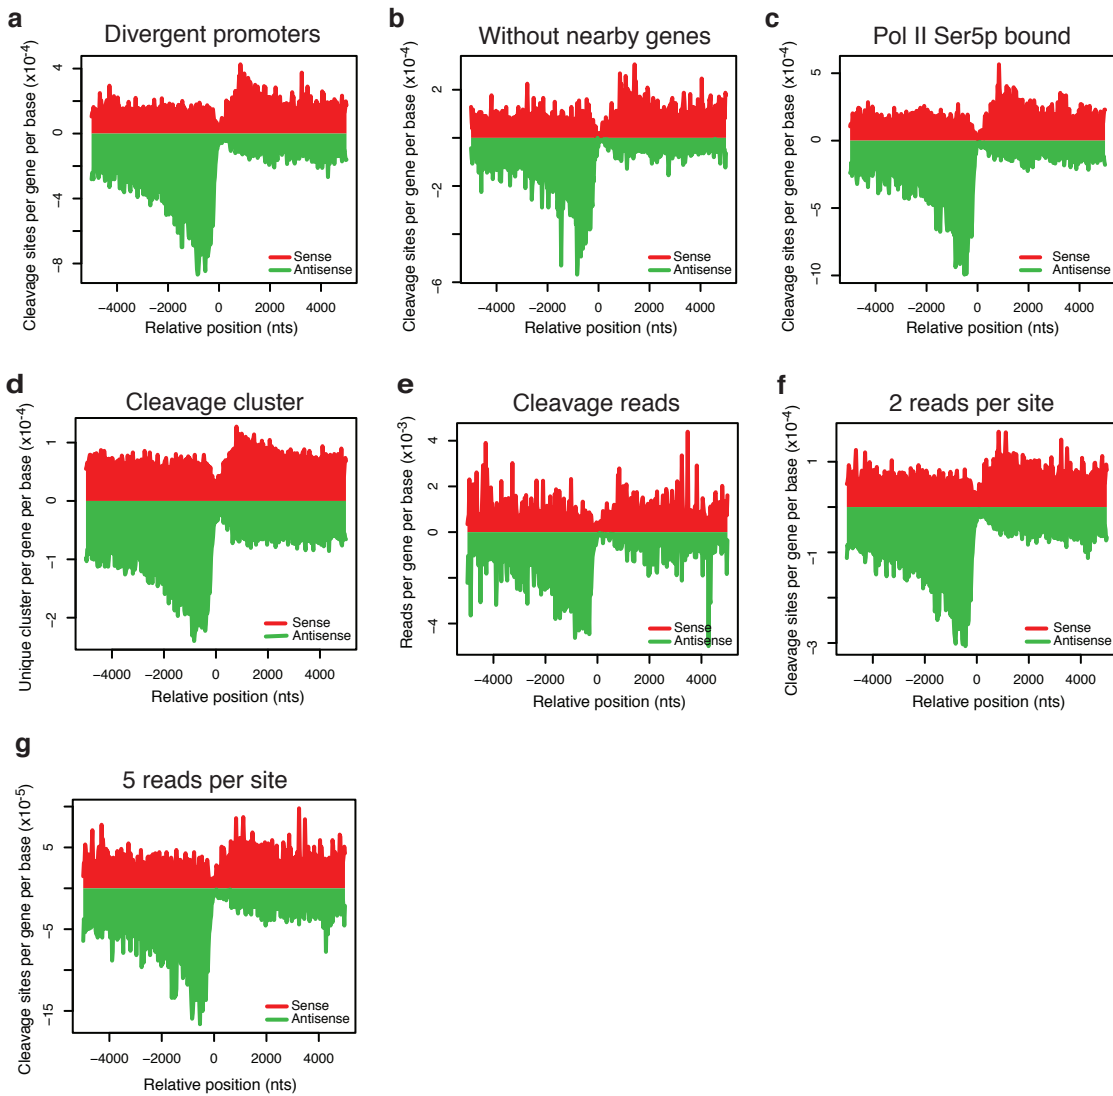 a
Divergent promoters
Cleavage sites per gene per base (x10-4)
4
0
−4
−8
Sense
Antisense
−4000 −2000 0 2000 4000
Relative position (nts)
b
Without nearby genes
Cleavage sites per gene per base (x10-4)
2
−2
−6
Sense
Antisense
−4000 −2000 0 2000 4000
Relative position (nts)
c
Pol II Ser5p bound
Cleavage sites per gene per base (x10-4)
5
0
−5
−10
Sense
Antisense
−4000 −2000 0 2000 4000
Relative position (nts)
d
Cleavage cluster
Unique cluster per gene per base (x10-4)
1
0
−1
−2
Sense
Antisense
−4000 −2000 0 2000 4000
Relative position (nts)
e
Cleavage reads
Reads per gene per base (x10-3)
4
2
0
−4
Sense
Antisense
−4000 −2000 0 2000 4000
Relative position (nts)
f
2 reads per site
Cleavage sites per gene per base (x10-4)
1
−1
−3
Sense
Antisense
−4000 −2000 0 2000 4000
Relative position (nts)
g
5 reads per site
Cleavage sites per gene per base (x10-5)
5
−5
−15
Sense
Antisense
−4000 −2000 0 2000 4000
Relative position (nts)